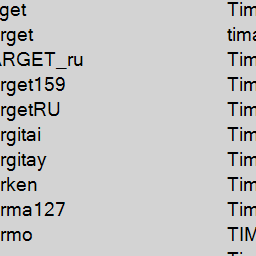 get Tim
rget tima
ARGET_ru Tim
rget159 Tim
rgetRU Tim
rgitai Tim
rgitay Tim
rken Tim
rma127 Tim
rmo TIM